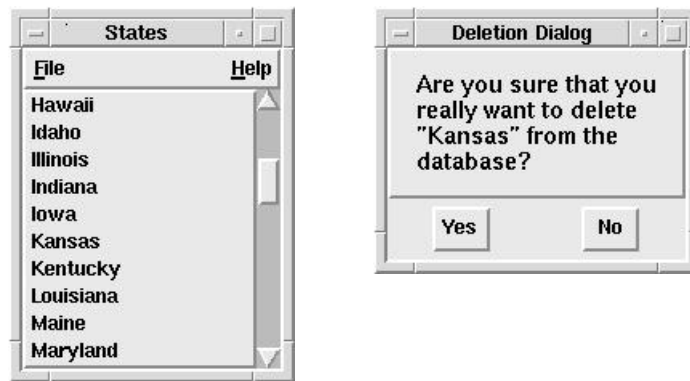 States
File Help
Hawaii
Idaho
Illinois
Indiana
Iowa
Kansas
Kentucky
Louisiana
Maine
Maryland
Deletion Dialog
Are you sure that you
really want to delete
"Kansas" from the
database?
Yes No